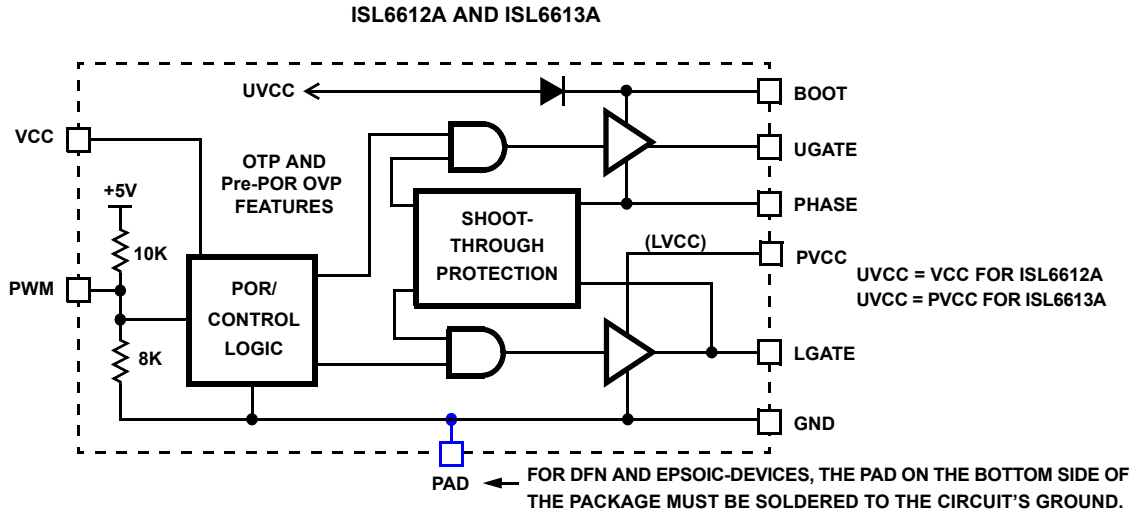 ISL6612A AND ISL6613A
UVCC
BOOT
VCC
UGATE
OTP AND
Pre-POR OVP
FEATURES
+5V
10K
PHASE
SHOOT-
THROUGH
PROTECTION
(LVCC)
PVCC
UVCC = VCC FOR ISL6612A
UVCC = PVCC FOR ISL6613A
PWM
POR/
CONTROL
LOGIC
8K
LGATE
GND
PAD
FOR DFN AND EPSOIC-DEVICES, THE PAD ON THE BOTTOM SIDE OF
THE PACKAGE MUST BE SOLDERED TO THE CIRCUIT'S GROUND.